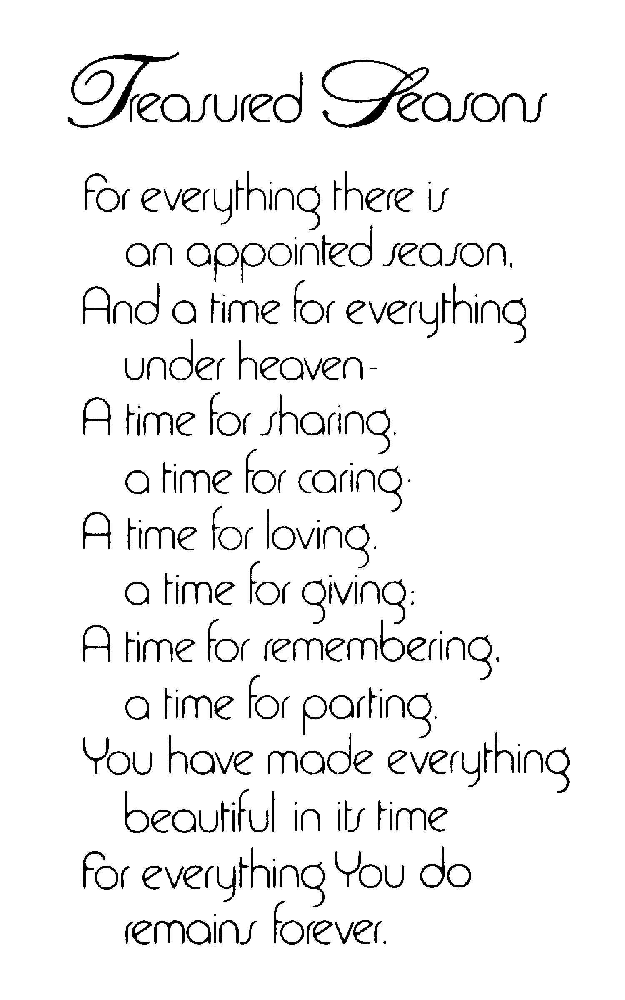 Treasured Seasons
For everything there is
an appointed season,
And a time for everything
under heaven-
A time for sharing,
a time for caring.
A time for loving.
a time for giving;
A time for remembering,
a time for parting.
You have made everything
beautiful in its time
For everything You do
remains forever.